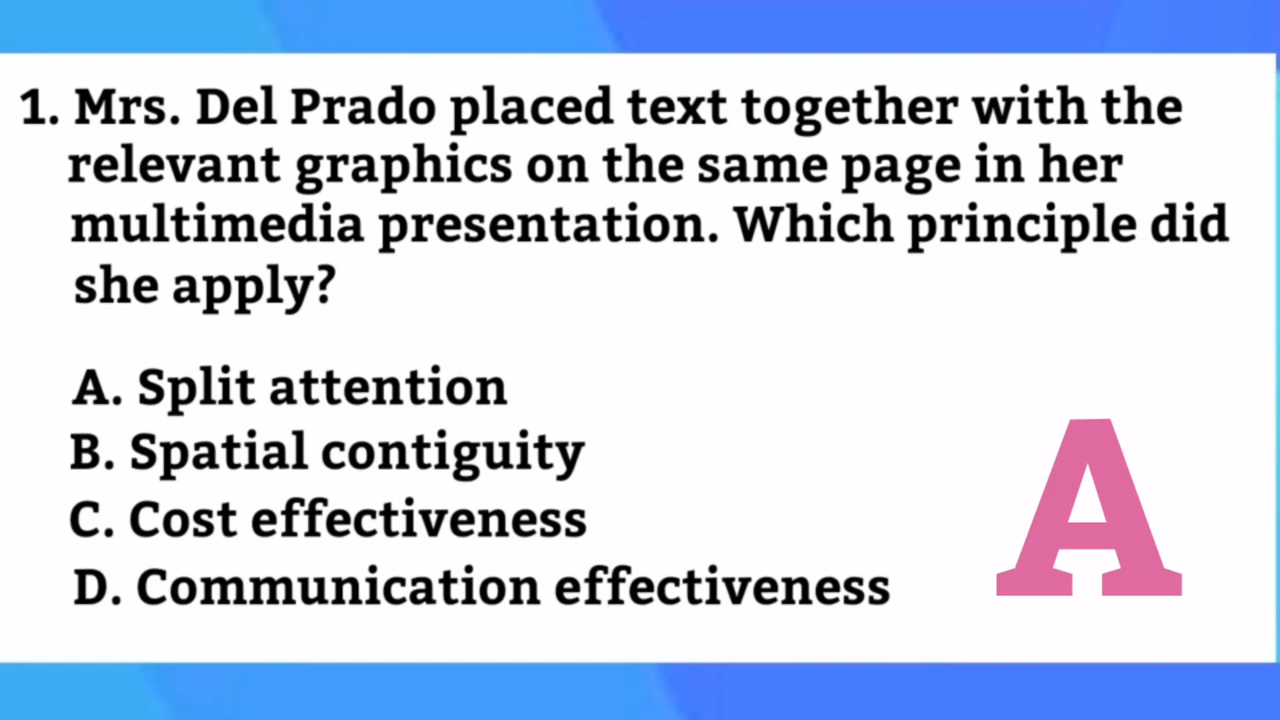 1. Mrs. Del Prado placed text together with the
relevant graphics on the same page in her
multimedia presentation. Which principle did
she apply?
A. Split attention
B. Spatial contiguity
C. Cost effectiveness
D. Communication effectiveness
A